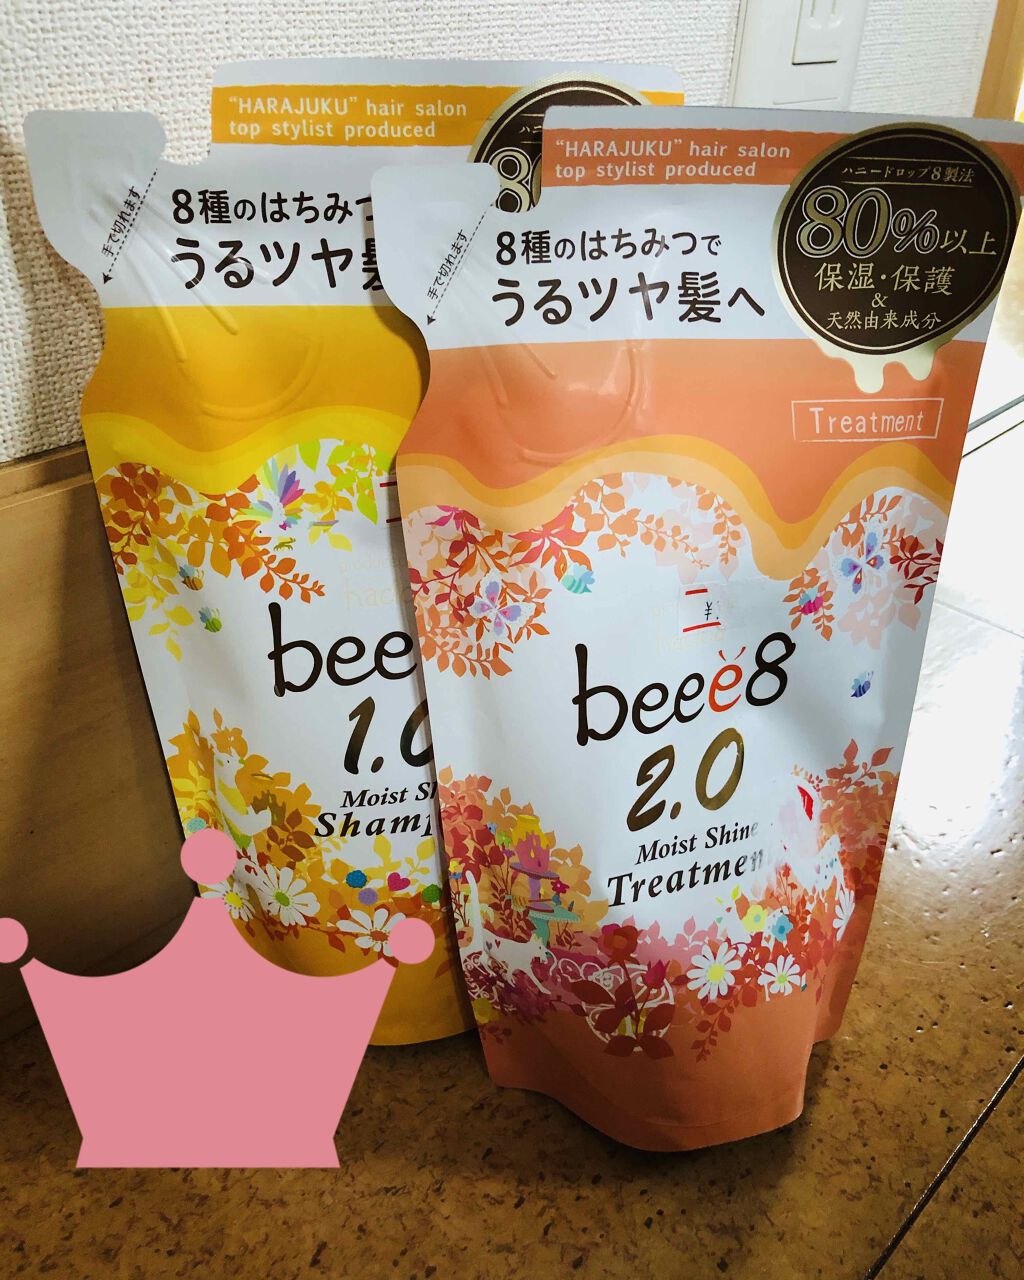 "HARAJUKU" hair salon
top stylist produced
手で切れます
8種のはちみつ
うるツヤ髪
80
bee
1.0
Moist Sh
Shamp
"HARAJUKU" hair salon
top stylist produced
手で切れます
8種のはちみつで
うるツヤ髪へ
ハニードロップ8製法
80%以上
保湿・保護
&
天然由来成分
Treatment
¥
beee8
2.0
Moist Shine
Treatment